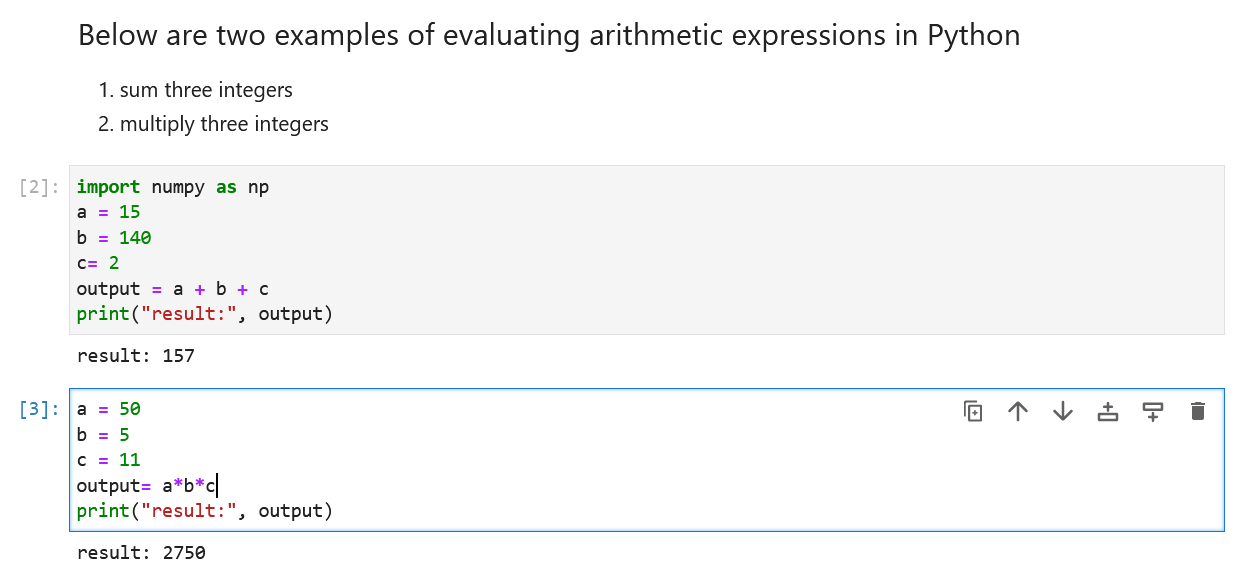 Below are two examples of evaluating arithmetic expressions in Python
1. sum three integers
2. multiply three integers
[2]:
import numpy as np
a = 15
b = 140
c= 2
output = a + b + c
print("result:", output)
result: 157
[3]:
a = 50
b = 5
c = 11
output= a*b*c
print("result:", output)
result: 2750